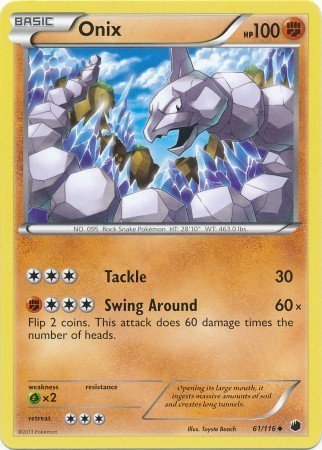 BASIC
Onix
HP100
NO. 095 Rock Snake Pokémon HT: 28'10" WT: 463.0 lbs
Tackle 30
Swing Around 60×
Flip 2 coins. This attack does 60 damage times
the number of heads.
weakness resistance
×2
Opening its large mouth, it
ingests massive amounts of soil
and creates long tunnels.
retreat
©2013 Pokémon
Illus. Toyste Beach
61/116